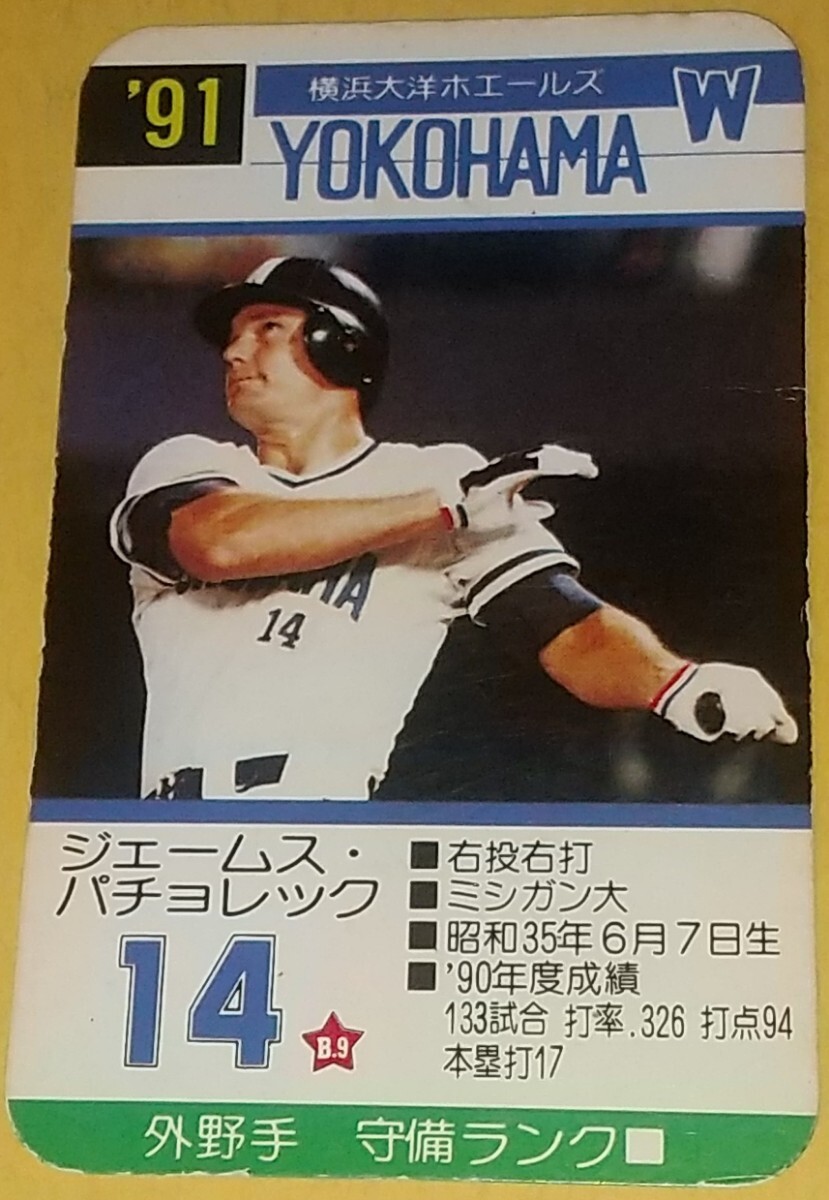 '91
横浜大洋ホエールズ
W
YOKOHAMA
14
ジェームス・
パチョレック
14
B.9
■右投右打
■ミシガン大
■昭和35年6月7日生
■'90年度成績
133試合 打率.326 打点94
本塁打17
外野手 守備ランク□